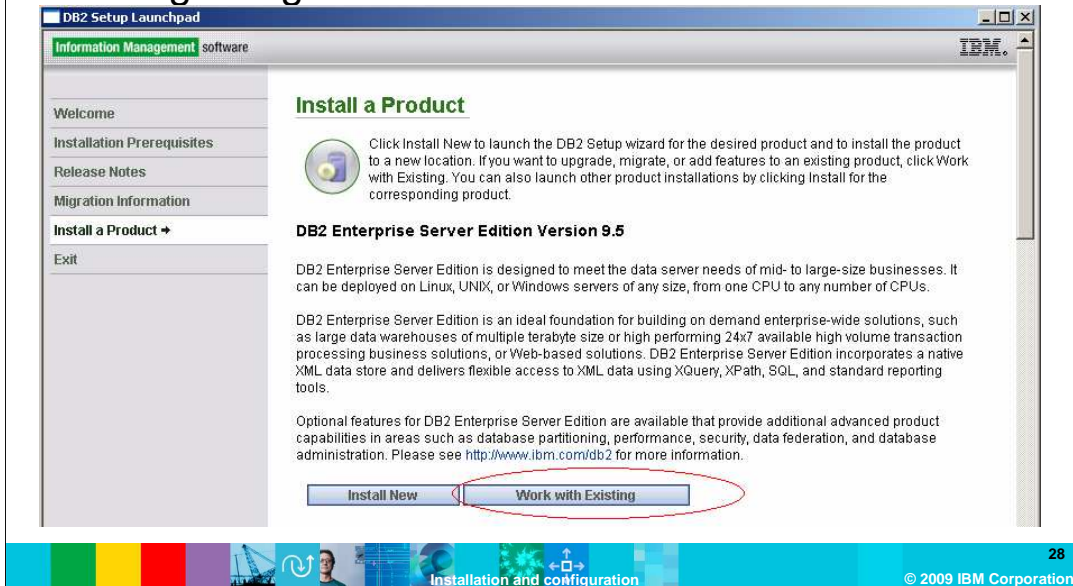 DB2 Setup Launchpad
Information Management software
IBM.
Welcome
Installation Prerequisites
Release Notes
Migration Information
Install a Product
Exit
Install a Product
Click Install New to launch the DB2 Setup wizard for the desired product and to install the product
to a new location. If you want to upgrade, migrate, or add features to an existing product, click Work
with Existing. You can also launch other product installations by clicking Install for the
corresponding product.
DB2 Enterprise Server Edition Version 9.5
DB2 Enterprise Server Edition is designed to meet the data server needs of mid- to large-size businesses. It
can be deployed on Linux, UNIX, or Windows servers of any size, from one CPU to any number of CPUs.
DB2 Enterprise Server Edition is an ideal foundation for building on demand enterprise-wide solutions, such
as large data warehouses of multiple terabyte size or high performing 24x7 available high volume transaction
processing business solutions, or Web-based solutions. DB2 Enterprise Server Edition incorporates a native
XML data store and delivers flexible access to XML data using XQuery, XPath, SQL, and standard reporting
tools.
Optional features for DB2 Enterprise Server Edition are available that provide additional advanced product
capabilities in areas such as database partitioning, performance, security, data federation, and database
administration. Please see http://www.ibm.com/db2 for more information.
Install New
Work with Existing
28
Installation and configuration
© 2009 IBM Corporation